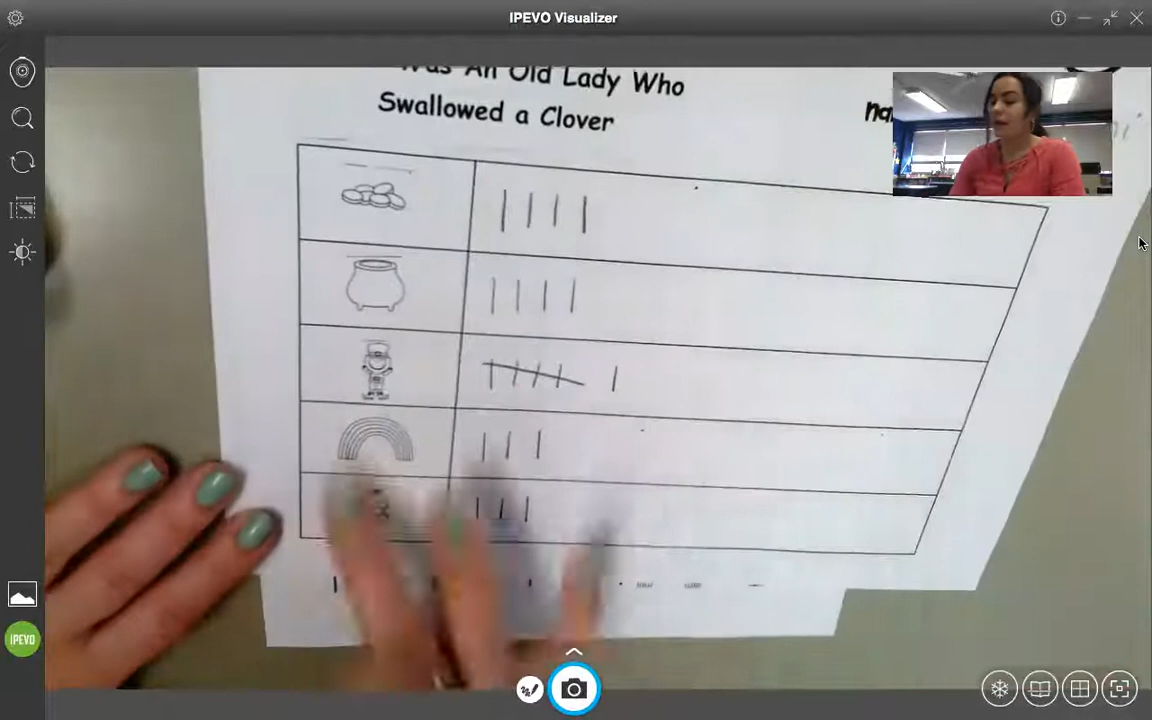 IPEVO Visualizer
Was An Old Lady Who
Swallowed a Clover
IPEVO